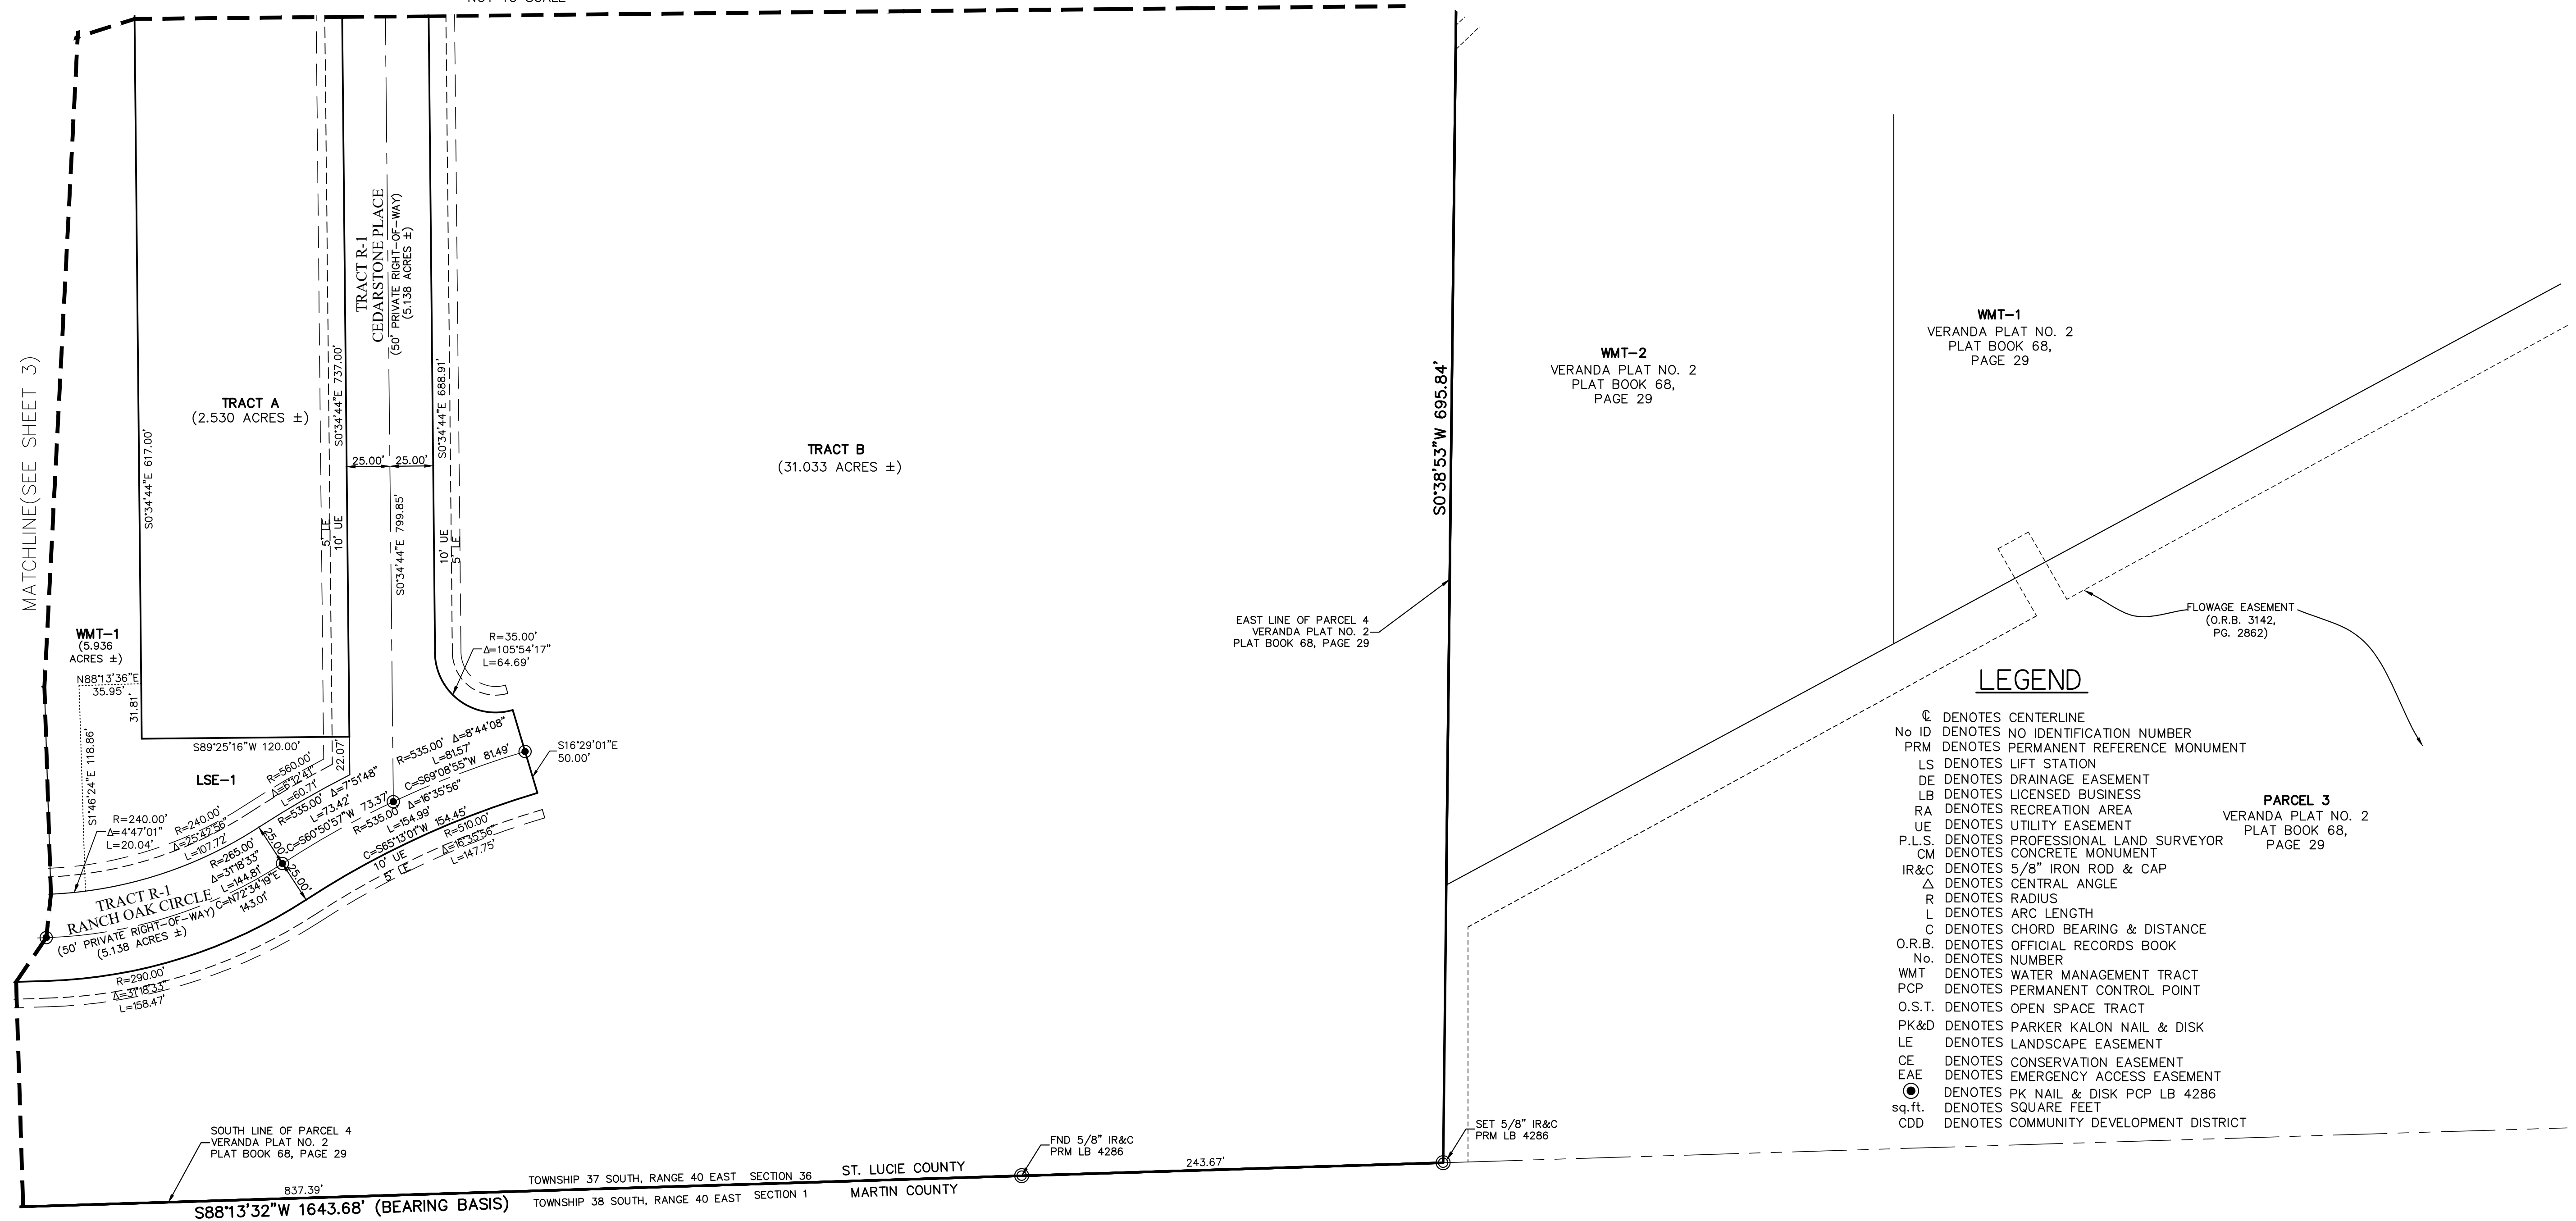 NOT TO SCALE
MATCHLINE(SEE SHEET 3)
TRACT A
(2.530 ACRES ±)
S0°34'44"E 617.00'
S0°34'44"E 737.00'
5' LE
10' UE
TRACT R-1
CEDARSTONE PLACE
(50' PRIVATE RIGHT-OF-WAY)
(5.138 ACRES ±)
S0°34'44"E 688.91'
25.00'
25.00'
S0°34'44"E 799.85'
10' UE
5' LE
TRACT B
(31.033 ACRES ±)
S0°38'53"W 695.84'
EAST LINE OF PARCEL 4
VERANDA PLAT NO. 2
PLAT BOOK 68, PAGE 29
WMT-2
VERANDA PLAT NO. 2
PLAT BOOK 68,
PAGE 29
WMT-1
VERANDA PLAT NO. 2
PLAT BOOK 68,
PAGE 29
FLOWAGE EASEMENT
(O.R.B. 3142,
PG. 2862)
PARCEL 3
VERANDA PLAT NO. 2
PLAT BOOK 68,
PAGE 29
WMT-1
(5.936
ACRES ±)
N88°13'36"E
35.95'
31.81'
S1°46'24"E 118.86'
S89°25'16"W 120.00'
22.07'
LSE-1
R=35.00'
Δ=105°54'17"
L=64.69'
S16°29'01"E
50.00'
R=240.00'
Δ=4°47'01"
L=20.04'
R=240.00'
Δ=25°42'56"
L=107.72'
R=560.00'
Δ=6°12'41"
L=60.71'
R=535.00' Δ=7°51'48"
L=73.42'
C=S60°50'57"W 73.37'
R=535.00' Δ=8°44'08"
L=81.57'
C=S69°08'55"W 81.49'
R=535.00' Δ=16°35'56"
L=154.99'
C=S65°13'01"W 154.45'
R=510.00'
Δ=16°35'56"
L=147.75'
10' UE
5' LE
25.00'
25.00'
R=265.00'
Δ=31°18'33"
L=144.81'
C=N72°34'19"E
143.01'
TRACT R-1
RANCH OAK CIRCLE
(50' PRIVATE RIGHT-OF-WAY)
(5.138 ACRES ±)
R=290.00'
Δ=31°18'33"
L=158.47'
SOUTH LINE OF PARCEL 4
VERANDA PLAT NO. 2
PLAT BOOK 68, PAGE 29
837.39'
S88°13'32"W 1643.68' (BEARING BASIS)
TOWNSHIP 37 SOUTH, RANGE 40 EAST SECTION 36
TOWNSHIP 38 SOUTH, RANGE 40 EAST SECTION 1
ST. LUCIE COUNTY
MARTIN COUNTY
FND 5/8" IR&C
PRM LB 4286
243.67'
SET 5/8" IR&C
PRM LB 4286
LEGEND
℄ DENOTES CENTERLINE
No ID DENOTES NO IDENTIFICATION NUMBER
PRM DENOTES PERMANENT REFERENCE MONUMENT
LS DENOTES LIFT STATION
DE DENOTES DRAINAGE EASEMENT
LB DENOTES LICENSED BUSINESS
RA DENOTES RECREATION AREA
UE DENOTES UTILITY EASEMENT
P.L.S. DENOTES PROFESSIONAL LAND SURVEYOR
CM DENOTES CONCRETE MONUMENT
IR&C DENOTES 5/8" IRON ROD & CAP
△ DENOTES CENTRAL ANGLE
R DENOTES RADIUS
L DENOTES ARC LENGTH
C DENOTES CHORD BEARING & DISTANCE
O.R.B. DENOTES OFFICIAL RECORDS BOOK
No. DENOTES NUMBER
WMT DENOTES WATER MANAGEMENT TRACT
PCP DENOTES PERMANENT CONTROL POINT
O.S.T. DENOTES OPEN SPACE TRACT
PK&D DENOTES PARKER KALON NAIL & DISK
LE DENOTES LANDSCAPE EASEMENT
CE DENOTES CONSERVATION EASEMENT
EAE DENOTES EMERGENCY ACCESS EASEMENT
DENOTES PK NAIL & DISK PCP LB 4286
sq.ft. DENOTES SQUARE FEET
CDD DENOTES COMMUNITY DEVELOPMENT DISTRICT